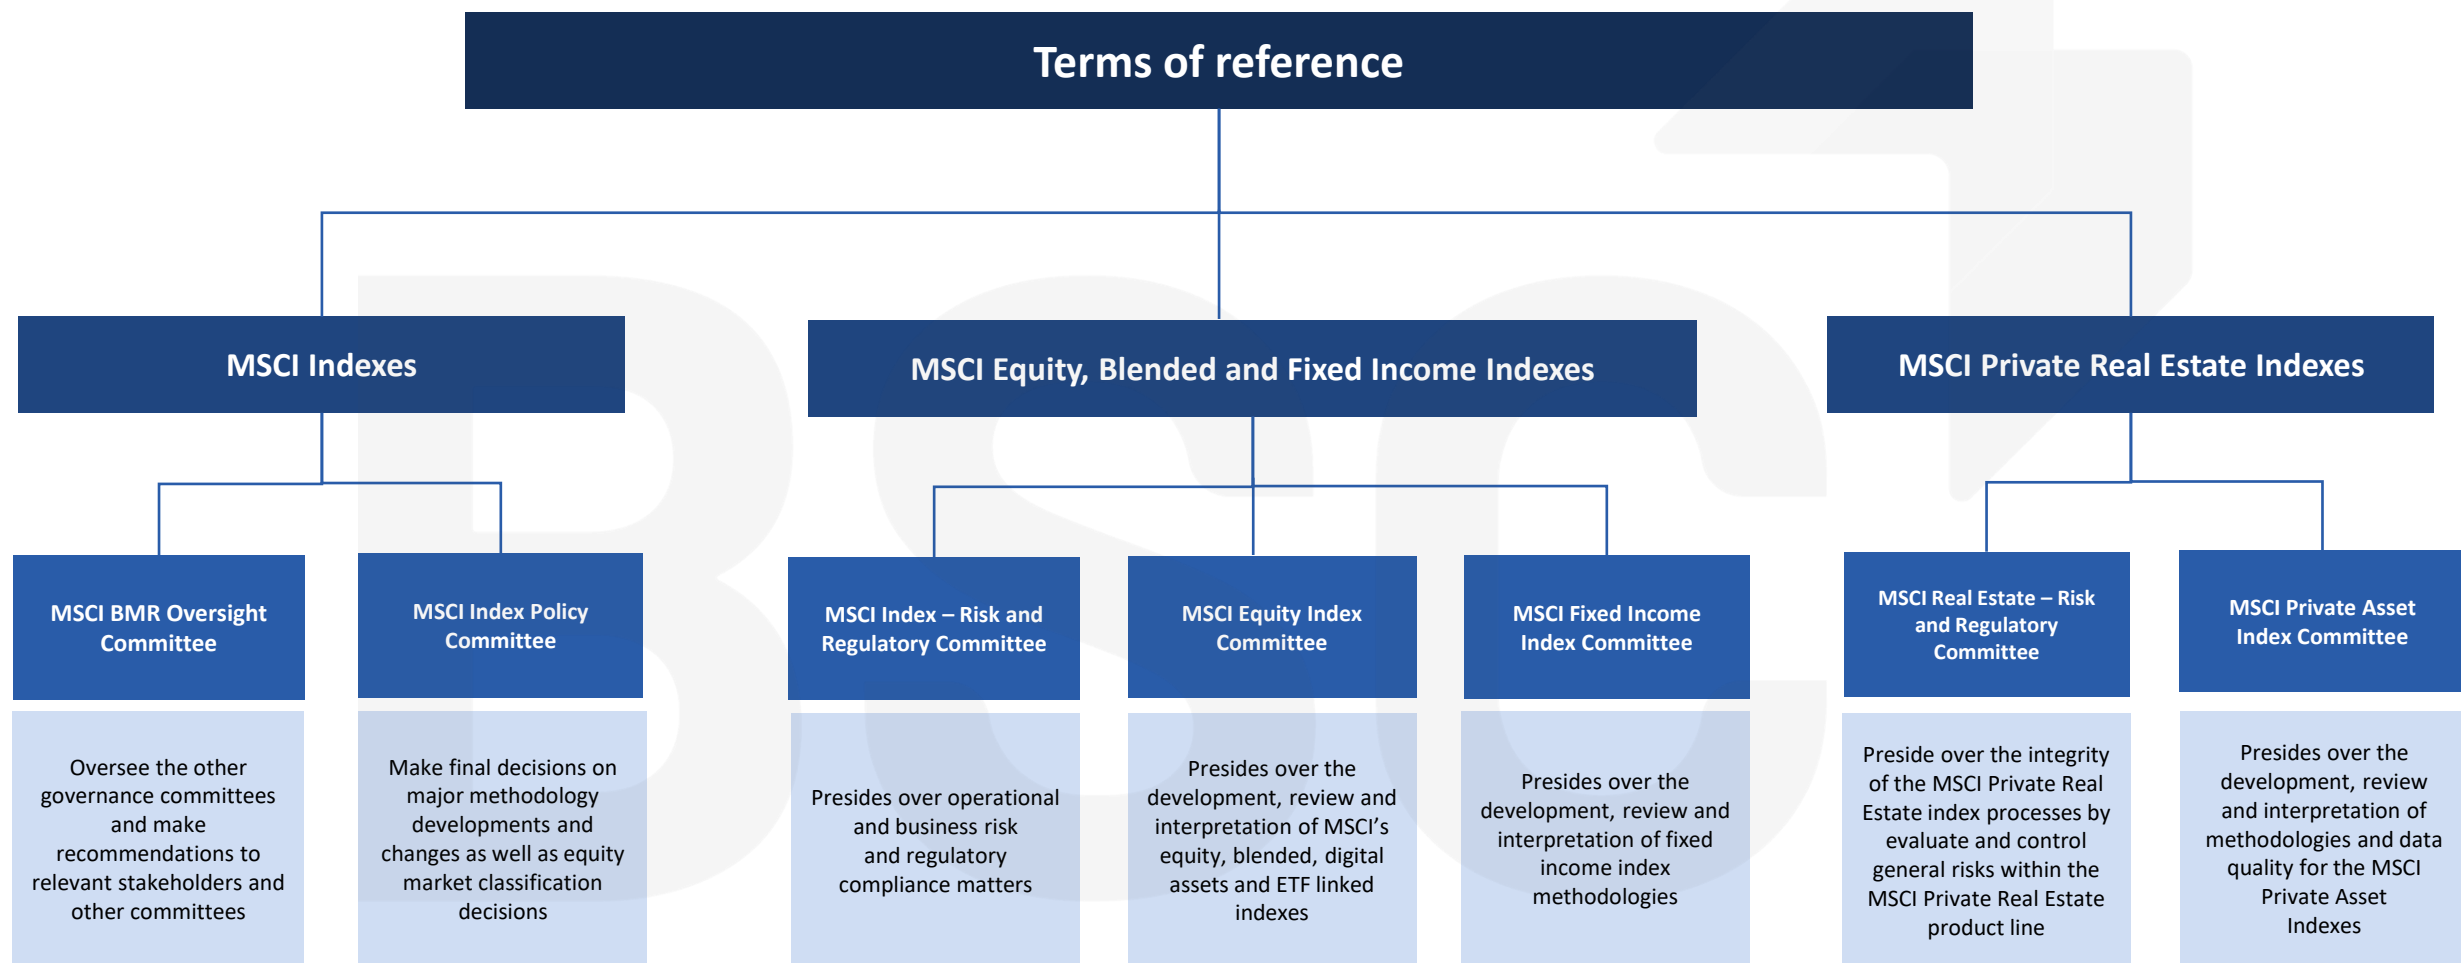 Terms of reference
MSCI Indexes
MSCI Equity, Blended and Fixed Income Indexes
MSCI Private Real Estate Indexes
MSCI BMR Oversight
Committee
MSCI Index Policy
Committee
MSCI Index – Risk and
Regulatory Committee
MSCI Equity Index
Committee
MSCI Fixed Income
Index Committee
MSCI Real Estate – Risk
and Regulatory
Committee
MSCI Private Asset
Index Committee
Oversee the other
governance committees
and make
recommendations to
relevant stakeholders and
other committees
Make final decisions on
major methodology
developments and
changes as well as equity
market classification
decisions
Presides over operational
and business risk
and regulatory
compliance matters
Presides over the
development, review and
interpretation of MSCI’s
equity, blended, digital
assets and ETF linked
indexes
Presides over the
development, review and
interpretation of fixed
income index
methodologies
Preside over the integrity
of the MSCI Private Real
Estate index processes by
evaluate and control
general risks within the
MSCI Private Real Estate
product line
Presides over the
development, review
and interpretation of
methodologies and data
quality for the MSCI
Private Asset
Indexes
BSC